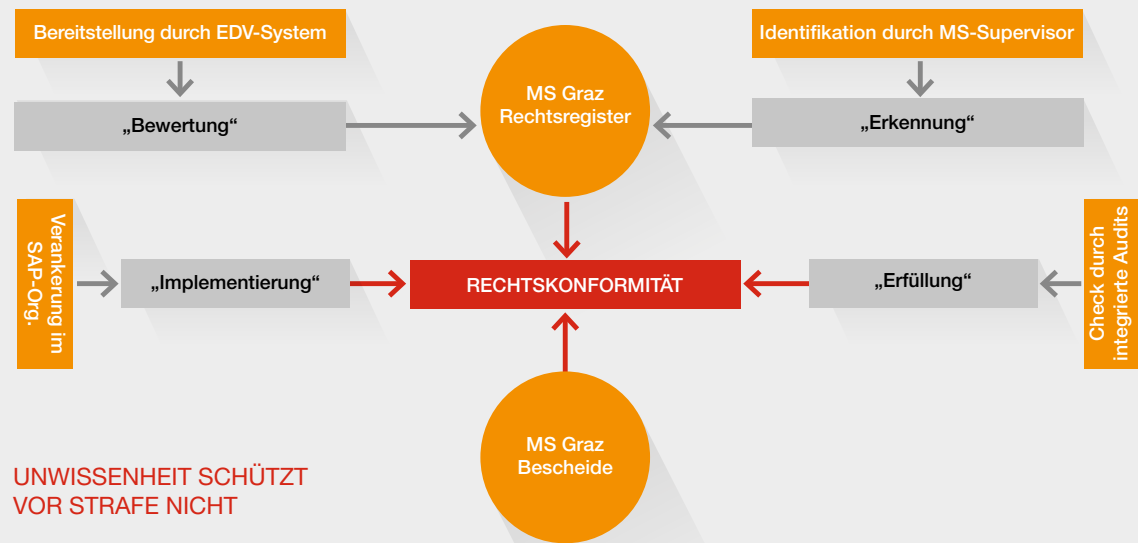 Bereitstellung durch EDV-System
Identifikation durch MS-Supervisor
MS Graz
Rechtsregister
„Bewertung“
„Erkennung“
Verankerung im
SAP-Org.
„Implementierung“
RECHTSKONFORMITÄT
„Erfüllung“
Check durch
integrierte Audits
MS Graz
Bescheide
UNWISSENHEIT SCHÜTZT
VOR STRAFE NICHT